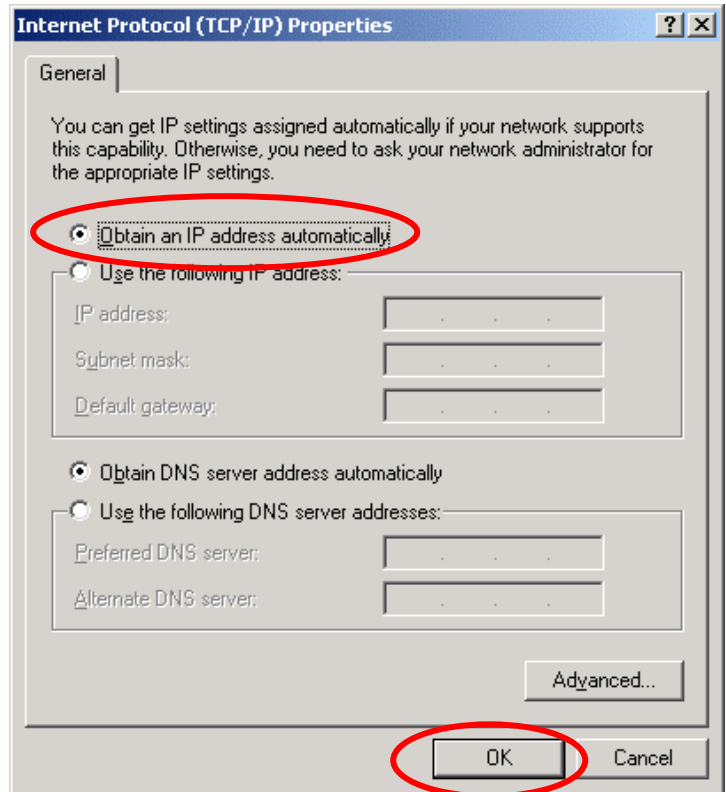 Internet Protocol (TCP/IP) Properties
General
You can get IP settings assigned automatically if your network supports
this capability. Otherwise, you need to ask your network administrator for
the appropriate IP settings.
Obtain an IP address automatically
Use the following IP address:
IP address:
Subnet mask:
Default gateway:
Obtain DNS server address automatically
Use the following DNS server addresses:
Preferred DNS server:
Alternate DNS server:
Advanced...
OK Cancel